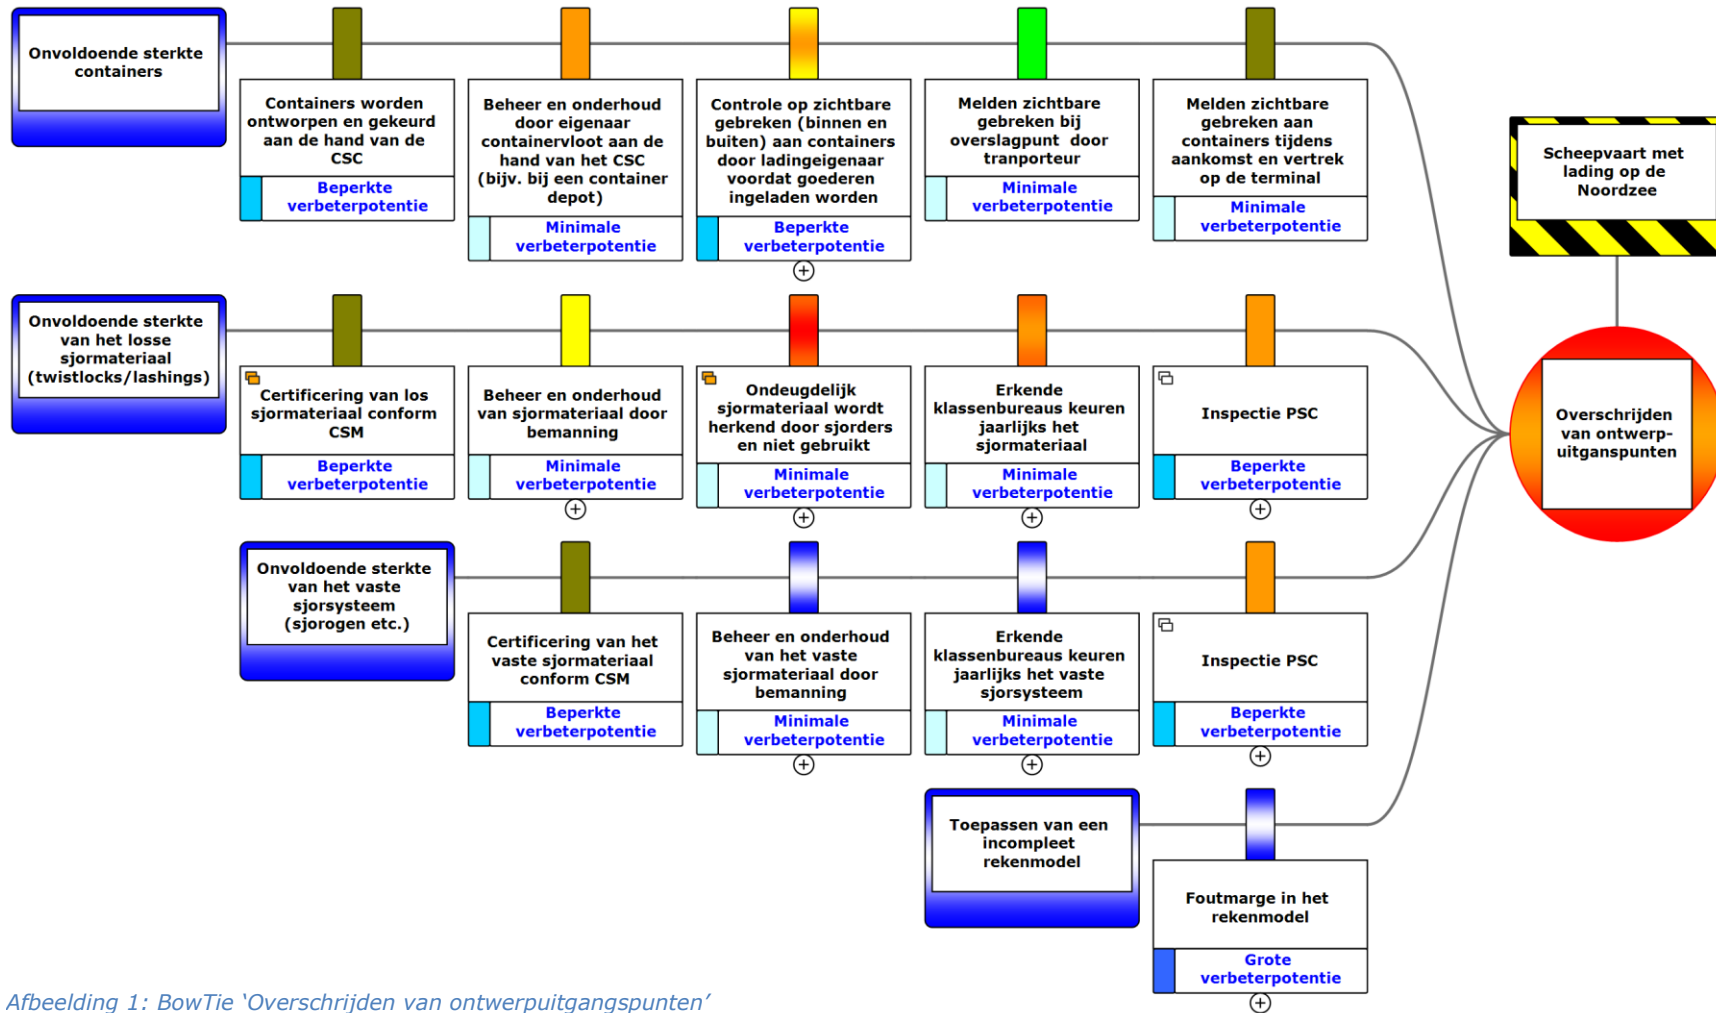 Onvoldoende sterkte
containers
Containers worden
ontworpen en gekeurd
aan de hand van de
CSC
Beperkte
verbeterpotentie
Beheer en onderhoud
door eigenaar
containervloot aan de
hand van het CSC
(bijv. bij een container
depot)
Minimale
verbeterpotentie
Controle op zichtbare
gebreken (binnen en
buiten) aan containers
door ladingeigenaar
voordat goederen
ingeladen worden
Beperkte
verbeterpotentie
Melden zichtbare
gebreken bij
overslagpunt door
tranporteur
Minimale
verbeterpotentie
Melden zichtbare
gebreken aan
containers tijdens
aankomst en vertrek
op de terminal
Minimale
verbeterpotentie
Scheepvaart met
lading op de
Noordzee
Onvoldoende sterkte
van het losse
sjormateriaal
(twistlocks/lashings)
Certificering van los
sjormateriaal conform
CSM
Beperkte
verbeterpotentie
Beheer en onderhoud
van sjormateriaal door
bemanning
Minimale
verbeterpotentie
Ondeugdelijk
sjormateriaal wordt
herkend door sjorders
en niet gebruikt
Minimale
verbeterpotentie
Erkende
klassenbureaus keuren
jaarlijks het
sjormateriaal
Minimale
verbeterpotentie
Inspectie PSC
Beperkte
verbeterpotentie
Overschrijden
van ontwerp-
uitganspunten
Onvoldoende sterkte
van het vaste
sjorsysteem
(sjorogen etc.)
Certificering van het
vaste sjormateriaal
conform CSM
Beperkte
verbeterpotentie
Beheer en onderhoud
van het vaste
sjormateriaal door
bemanning
Minimale
verbeterpotentie
Erkende
klassenbureaus keuren
jaarlijks het vaste
sjorsysteem
Minimale
verbeterpotentie
Inspectie PSC
Beperkte
verbeterpotentie
Toepassen van een
incompleet
rekenmodel
Foutmarge in het
rekenmodel
Grote
verbeterpotentie
Afbeelding 1: BowTie ‘Overschrijden van ontwerpuitgangspunten’